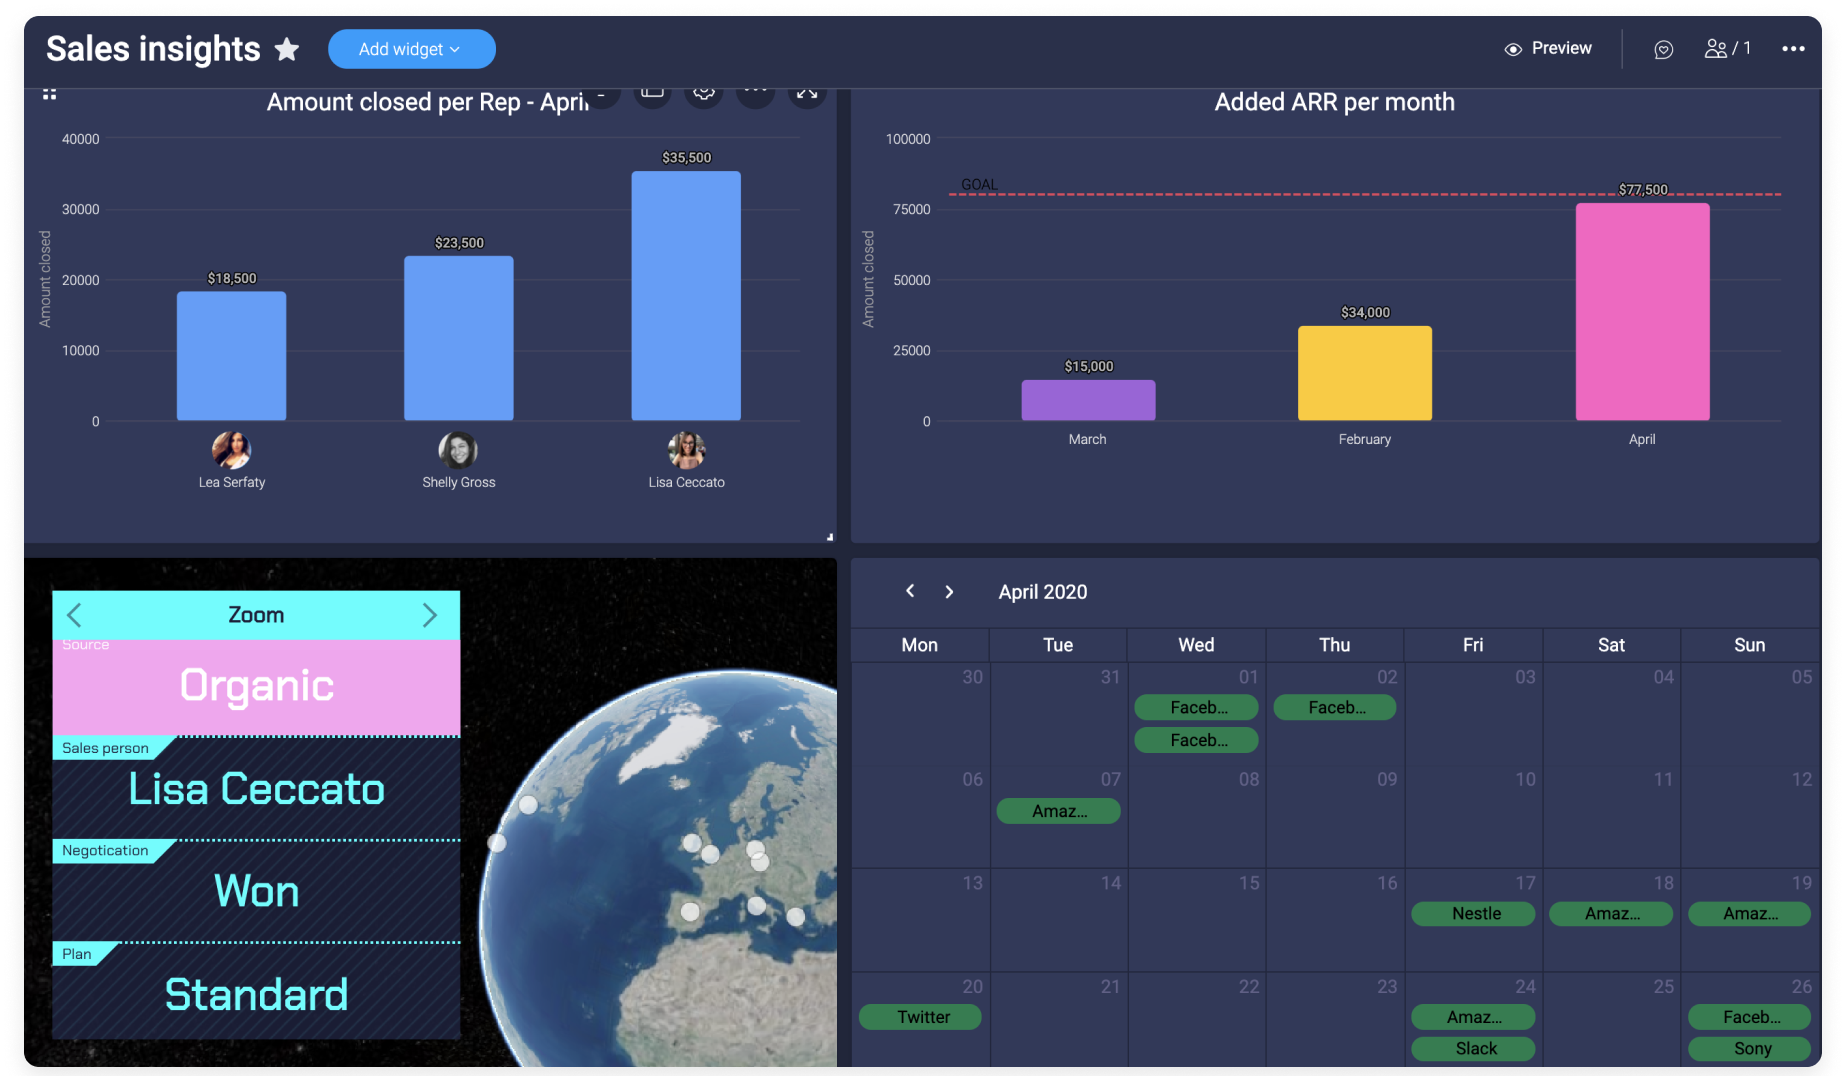 Sales insights
Add widget
Preview
/ 1
Amount closed per Rep - April
40000
30000
20000
10000
0
Amount closed
$18,500
$23,500
$35,500
Lea Serfaty
Shelly Gross
Lisa Ceccato
Added ARR per month
100000
75000
50000
25000
0
Amount closed
GOAL
$15,000
$34,000
$77,500
March
February
April
Zoom
Source
Organic
Sales person
Lisa Ceccato
Negotication
Won
Plan
Standard
April 2020
Mon Tue Wed Thu Fri Sat Sun
30 31 01 02 03 04 05
Faceb... Faceb...
Faceb...
06 07 08 09 10 11 12
Amaz...
13 14 15 16 17 18 19
Nestle Amaz... Amaz...
20 21 22 23 24 25 26
Twitter Amaz... Faceb...
Slack Sony